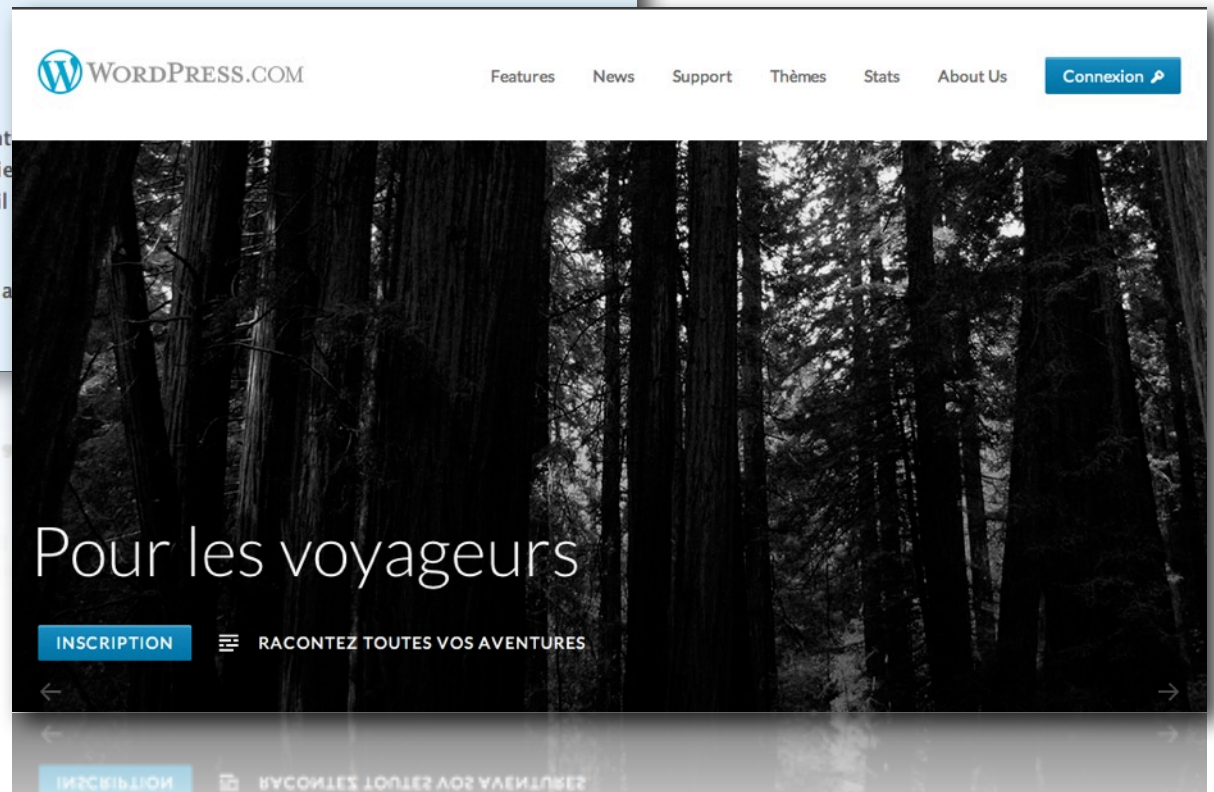 WORDPRESS.COM
Features News Support Thèmes Stats About Us Connexion
Pour les voyageurs
INSCRIPTION RACONTEZ TOUTES VOS AVENTURES